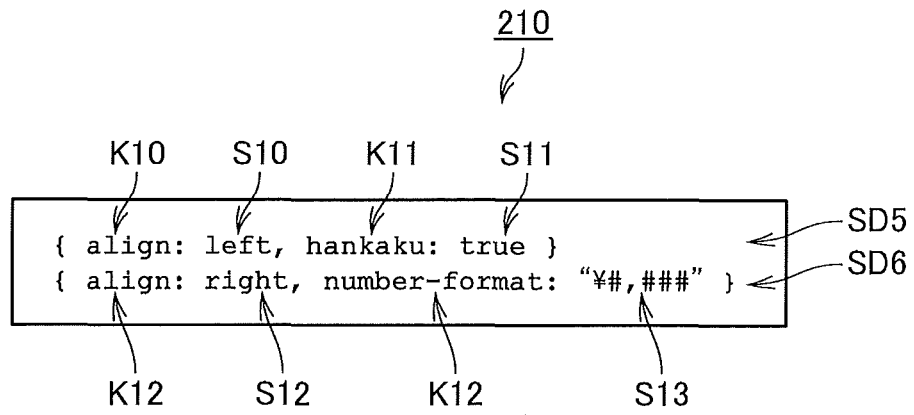 210
K10 S10 K11 S11
{ align: left, hankaku: true } SD5
{ align: right, number-format: “¥#,###” } SD6
K12 S12 K12 S13